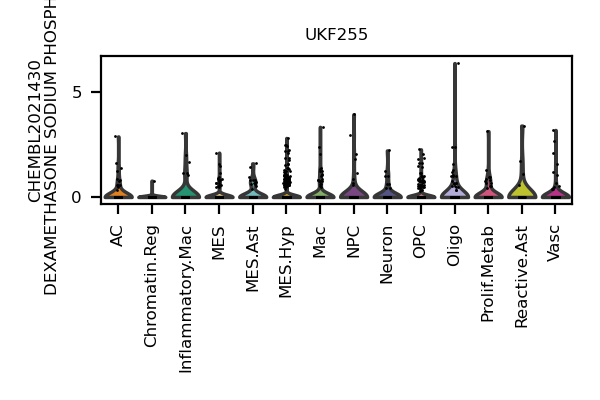 UKF255
CHEMBL2021430
DEXAMETHASONE SODIUM PHOSPH
5
0
AC
Chromatin.Reg
Inflammatory.Mac
MES
MES.Ast
MES.Hyp
Mac
NPC
Neuron
OPC
Oligo
Prolif.Metab
Reactive.Ast
Vasc